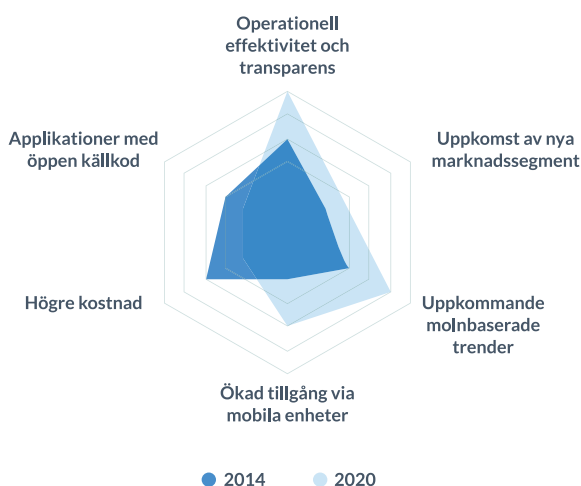 Operationell
effektivitet och
transparens
Applikationer med
öppen källkod
Uppkomst av nya
marknadssegment
Högre kostnad
Uppkommande
molnbaserade
trender
Ökad tillgång via
mobila enheter
2014
2020